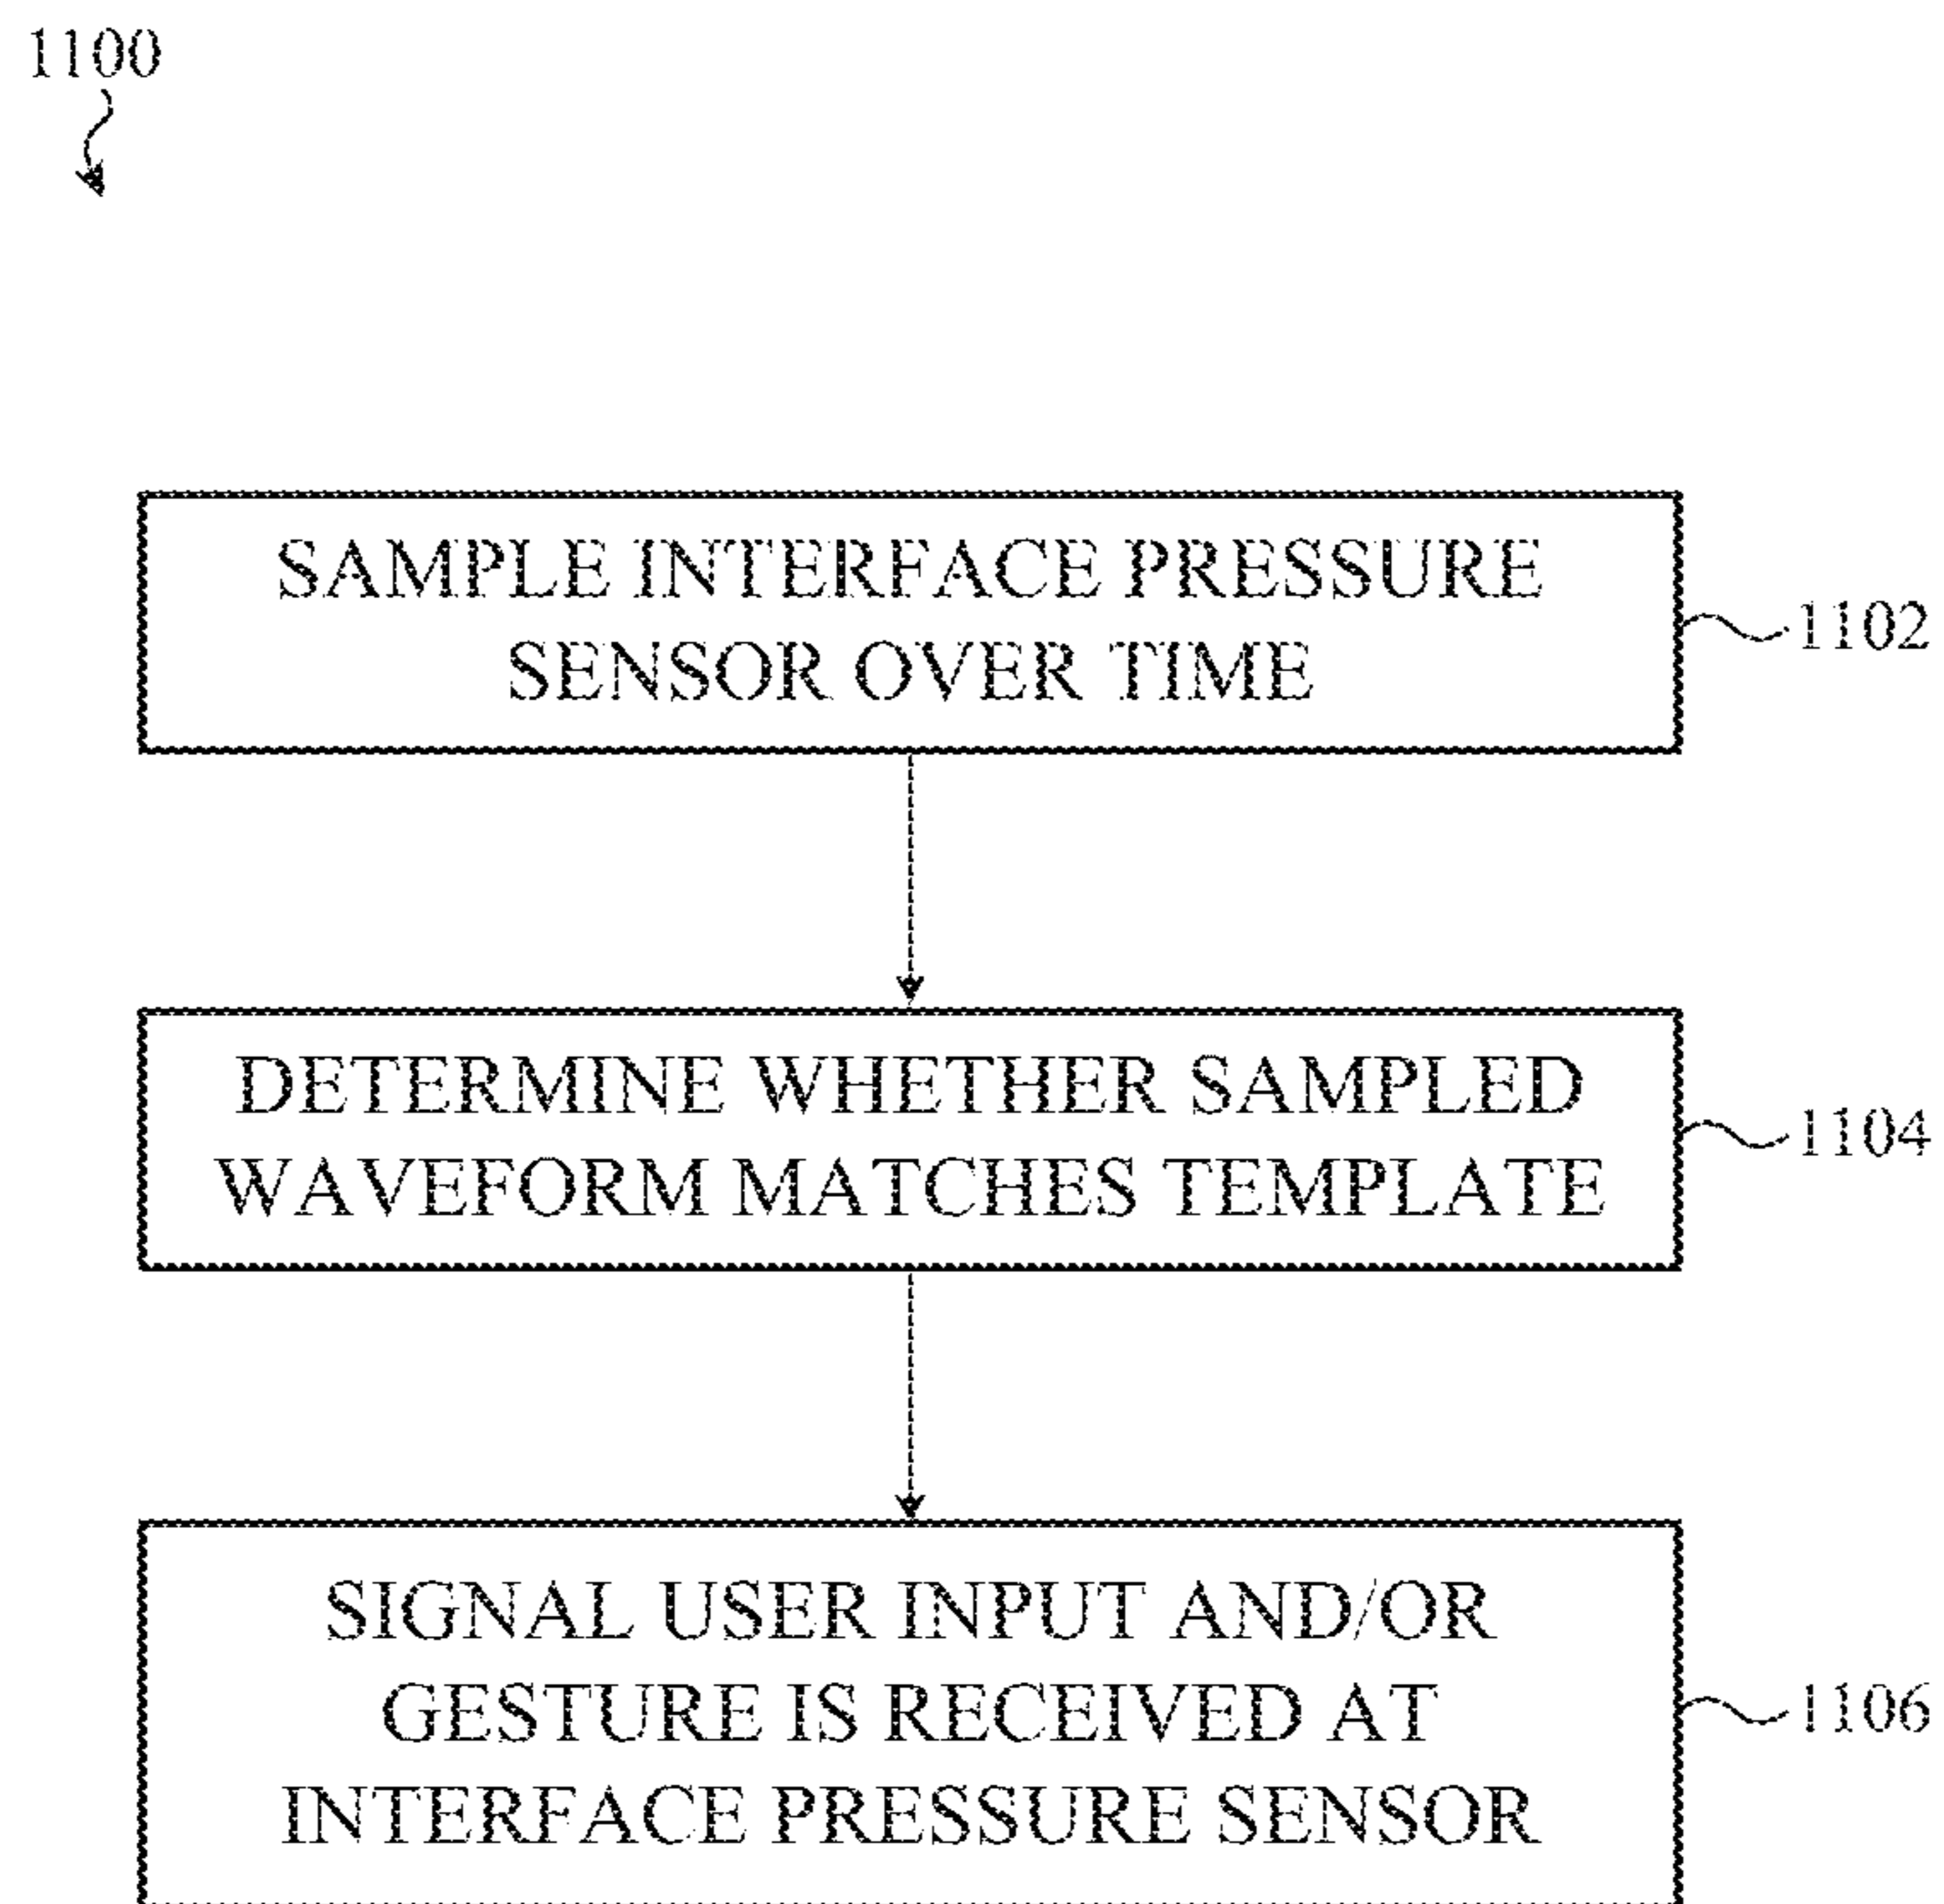 1100
SAMPLE INTERFACE PRESSURE
SENSOR OVER TIME
1102
DETERMINE WHETHER SAMPLED
WAVEFORM MATCHES TEMPLATE
1104
SIGNAL USER INPUT AND/OR
GESTURE IS RECEIVED AT
INTERFACE PRESSURE SENSOR
1106